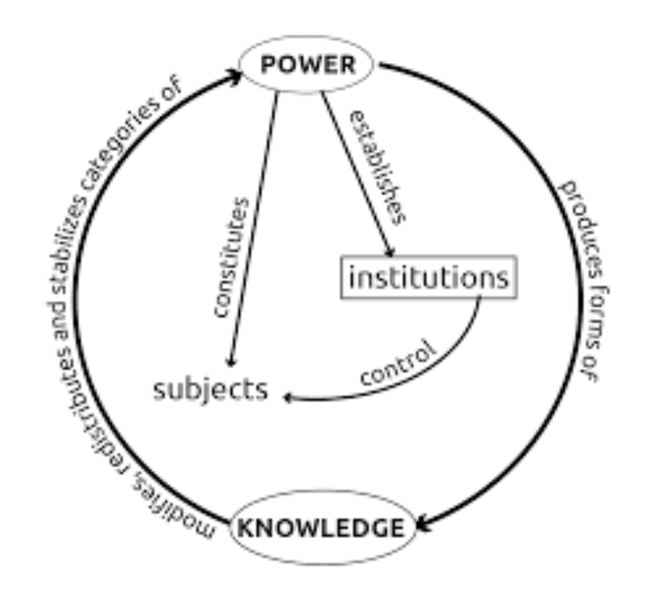 POWER
establishes
constitutes
produces forms of
institutions
control
subjects
KNOWLEDGE
modifies, redistributes and stabilizes categories of